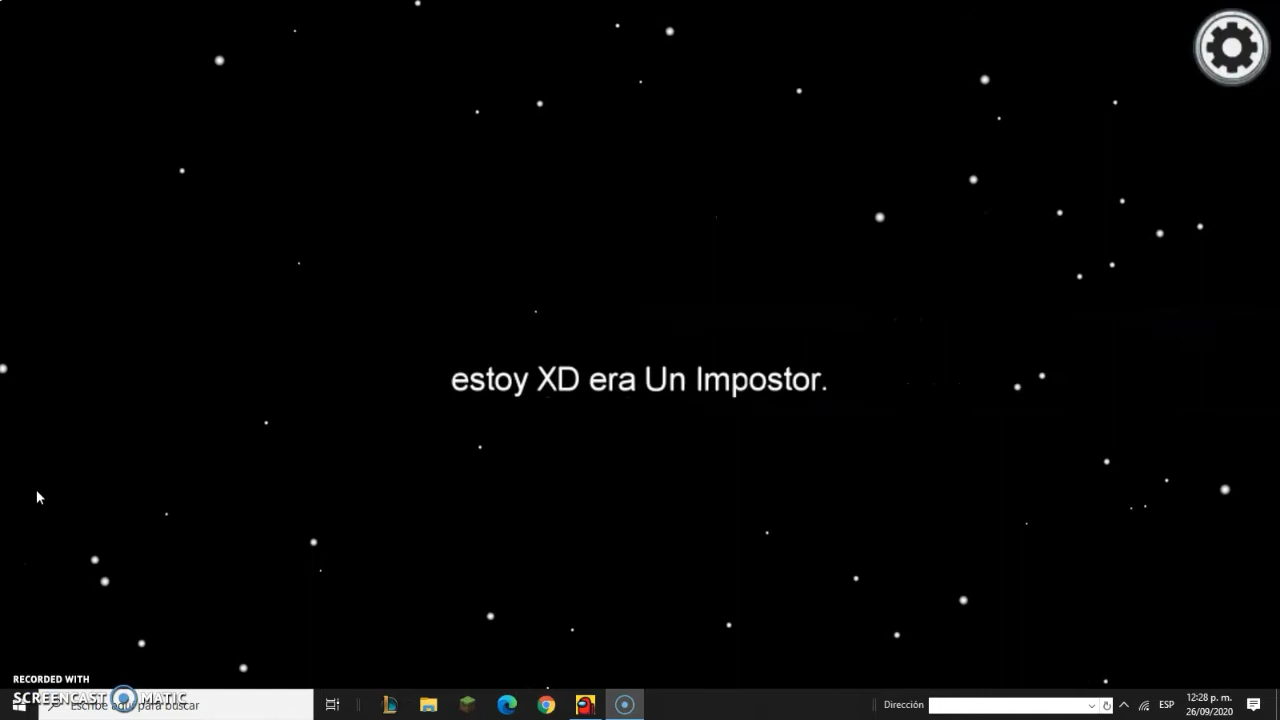 estoy XD era Un Impostor.
RECORDED WITH
SCREENCAST MATIC
Escribe aquí para buscar
Dirección
ESP
12:28 p. m.
26/09/2020